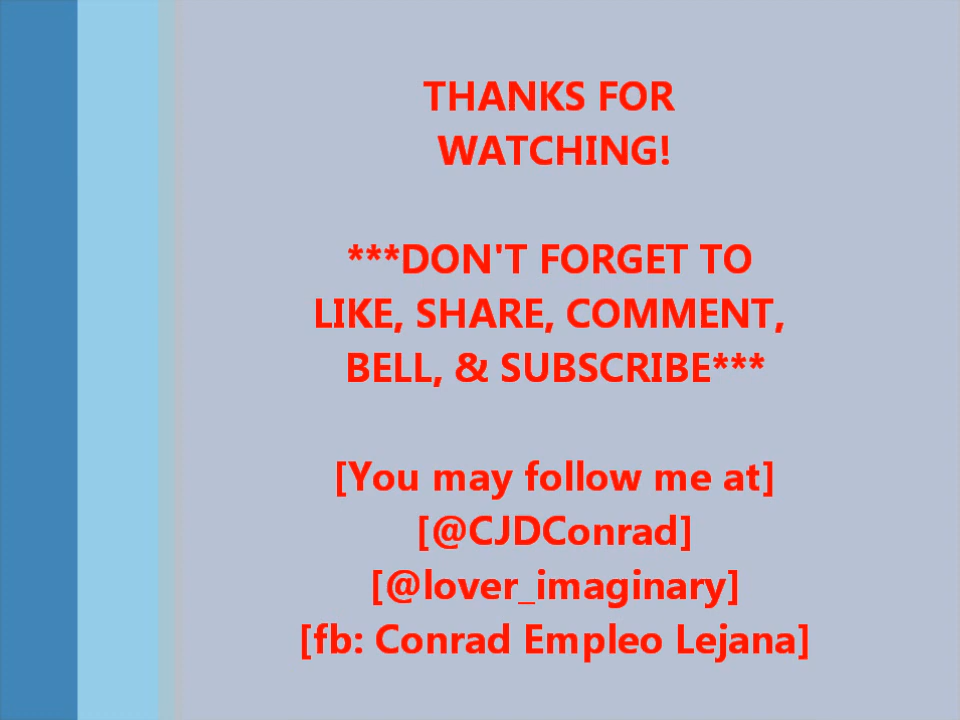 THANKS FOR
WATCHING!
***DON'T FORGET TO
LIKE, SHARE, COMMENT,
BELL, & SUBSCRIBE***
[You may follow me at]
[@CJDConrad]
[@lover_imaginary]
[fb: Conrad Empleo Lejana]